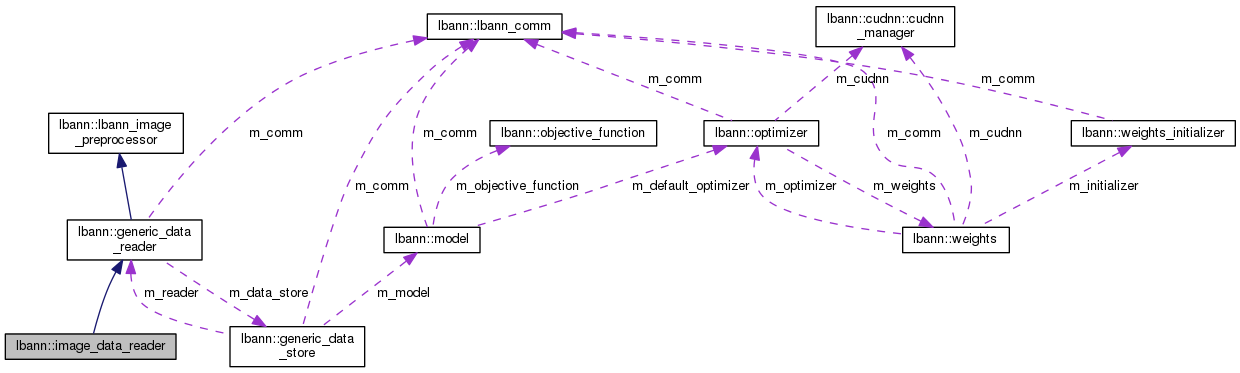 lbann::lbann_comm
lbann::cudnn::cudnn
_manager
m_comm
m_cudnn
m_comm
lbann::lbann_image
_preprocessor
m_comm
m_comm
lbann::objective_function
lbann::optimizer
m_comm
m_cudnn
lbann::weights_initializer
m_comm
m_objective_function
m_default_optimizer
m_optimizer
m_weights
m_initializer
lbann::generic_data
_reader
lbann::model
lbann::weights
m_reader
m_data_store
m_model
lbann::image_data_reader
lbann::generic_data
_store